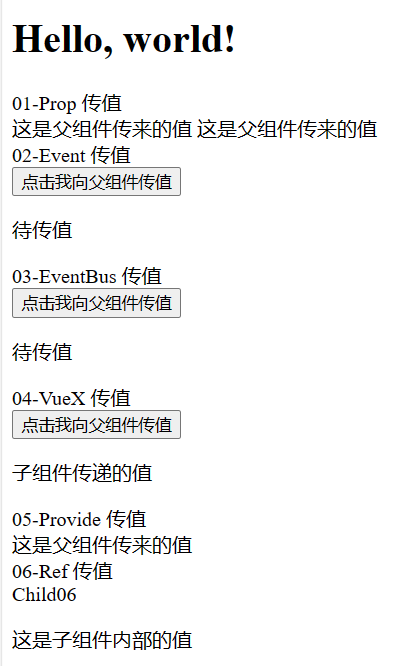 Hello, world!
01-Prop 传值
这是父组件传来的值 这是父组件传来的值
02-Event 传值
点击我向父组件传值
待传值
03-EventBus 传值
点击我向父组件传值
待传值
04-VueX 传值
点击我向父组件传值
子组件传递的值
05-Provide 传值
这是父组件传来的值
06-Ref 传值
Child06
这是子组件内部的值